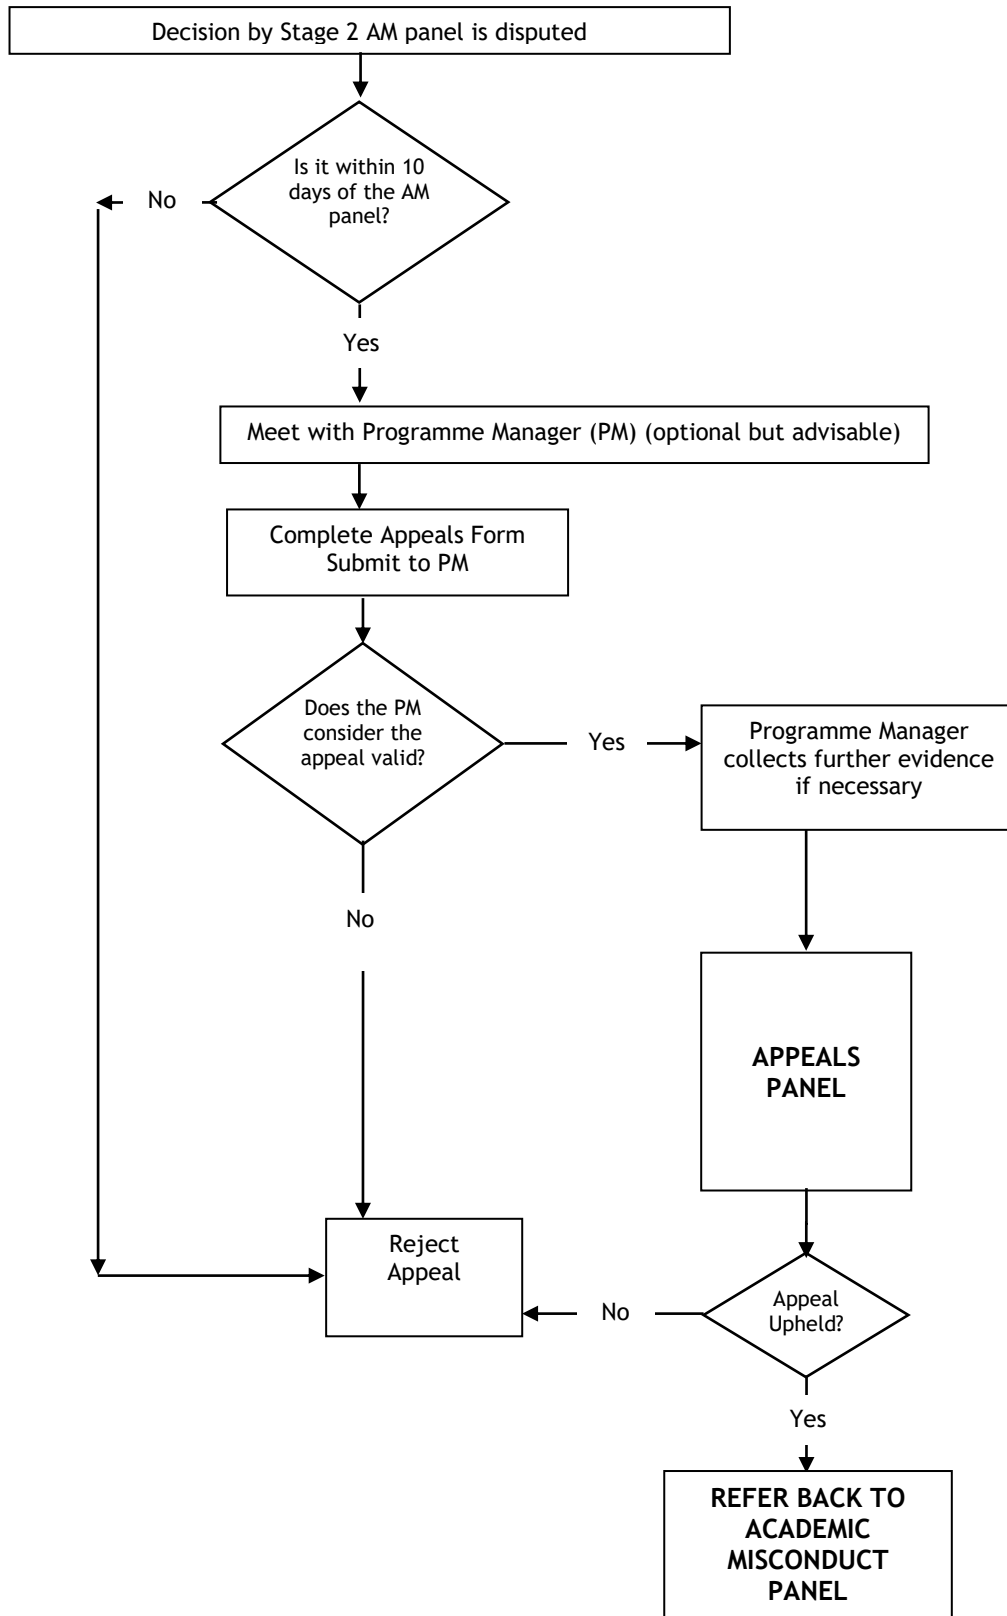 Decision by Stage 2 AM panel is disputed
Is it within 10
days of the AM
panel?
No
Yes
Meet with Programme Manager (PM) (optional but advisable)
Complete Appeals Form
Submit to PM
Does the PM
consider the
appeal valid?
Yes
Programme Manager
collects further evidence
if necessary
No
APPEALS
PANEL
Reject
Appeal
No
Appeal
Upheld?
Yes
REFER BACK TO
ACADEMIC
MISCONDUCT
PANEL